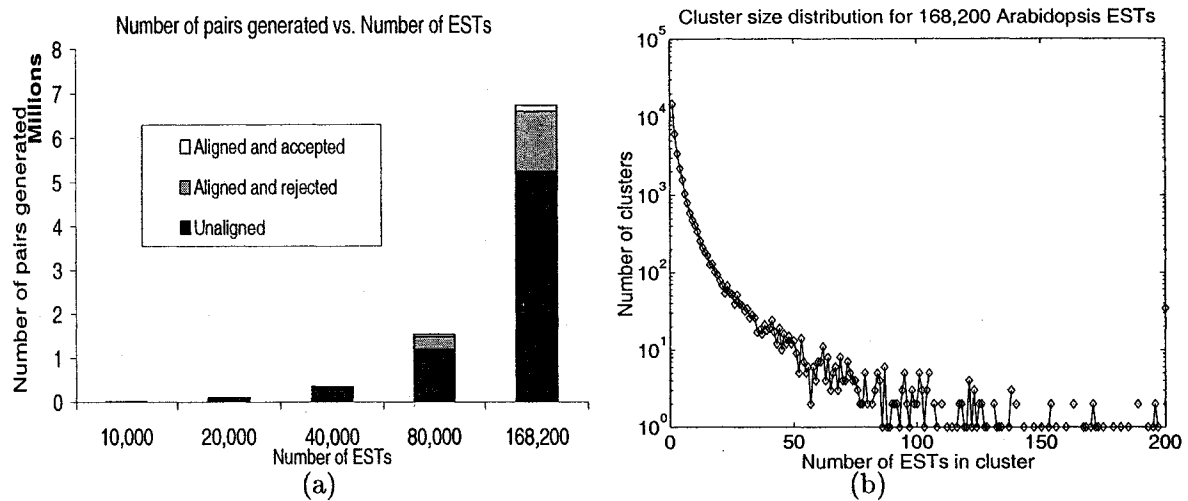 Number of pairs generated vs. Number of ESTs
Number of pairs generated
Millions
8
7
6
5
4
3
2
1
0
Aligned and accepted
Aligned and rejected
Unaligned
10,000 20,000 40,000 80,000 168,200
Number of ESTs
(a)
Cluster size distribution for 168,200 Arabidopsis ESTs
Number of clusters
10^5
10^4
10^3
10^2
10^1
10^0
0 50 100 150 200
Number of ESTs in cluster
(b)